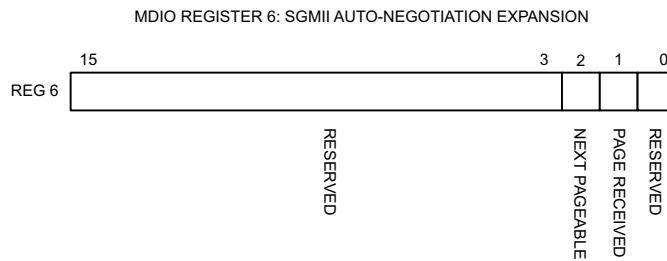 MDIO REGISTER 6: SGMII AUTO-NEGOTIATION EXPANSION
15 3 2 1 0
REG 6
RESERVED
NEXT PAGEABLE
PAGE RECEIVED
RESERVED